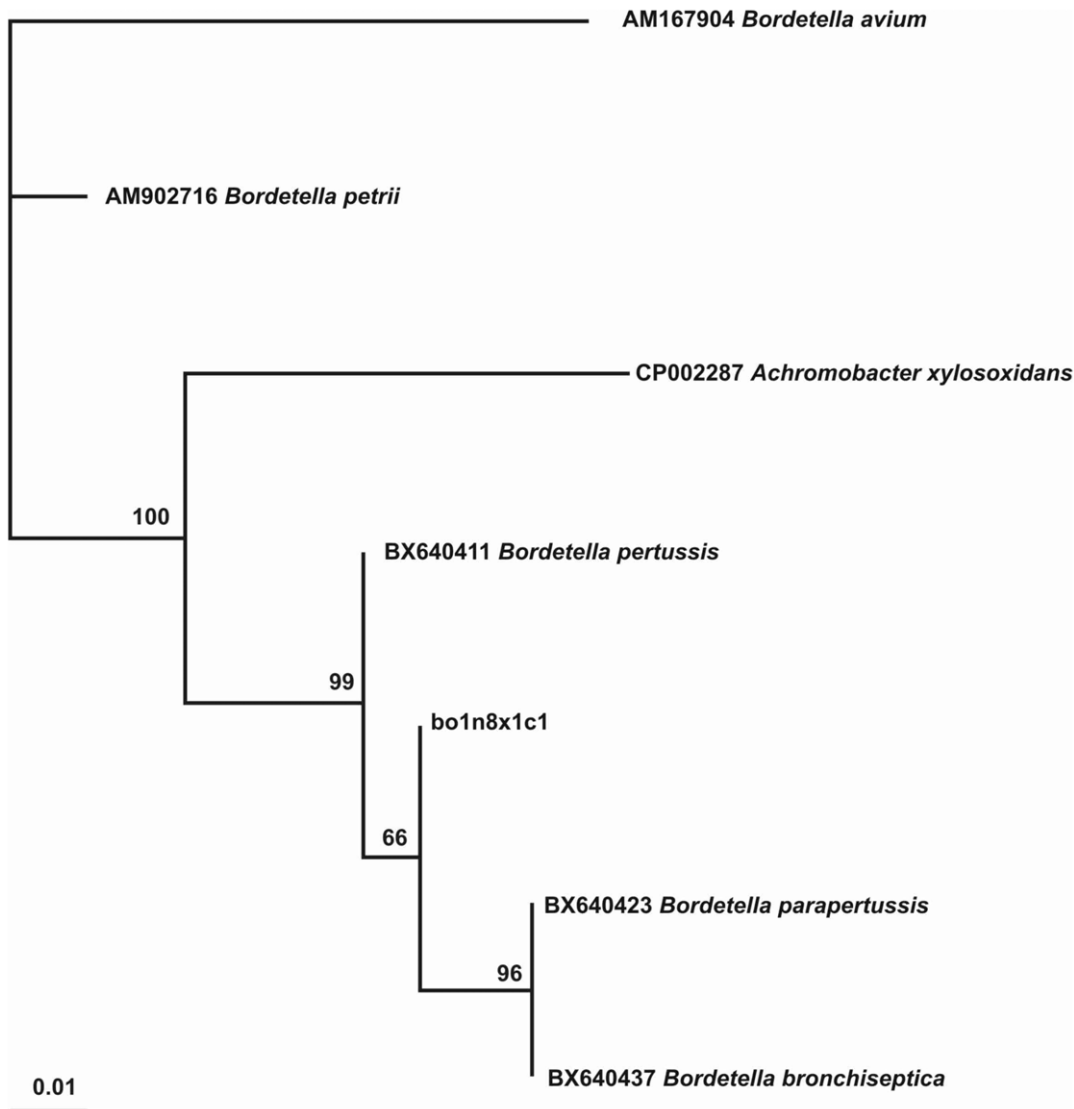 AM167904 Bordetella avium
AM902716 Bordetella petrii
CP002287 Achromobacter xylosoxidans
100
BX640411 Bordetella pertussis
99
bo1n8x1c1
66
BX640423 Bordetella parapertussis
96
BX640437 Bordetella bronchiseptica
0.01